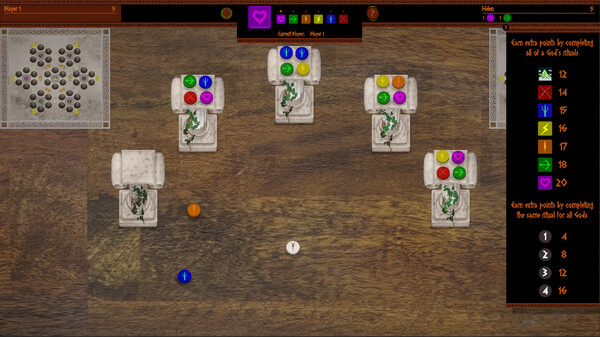 Player 1 5
Helen 5
1 1
?
Current Player: Player 1
x
Earn extra points by completing
all of a God's rituals
12
14
15
16
17
18
20
Earn extra points by completing
the same ritual for all Gods
1 4
2 8
3 12
4 16